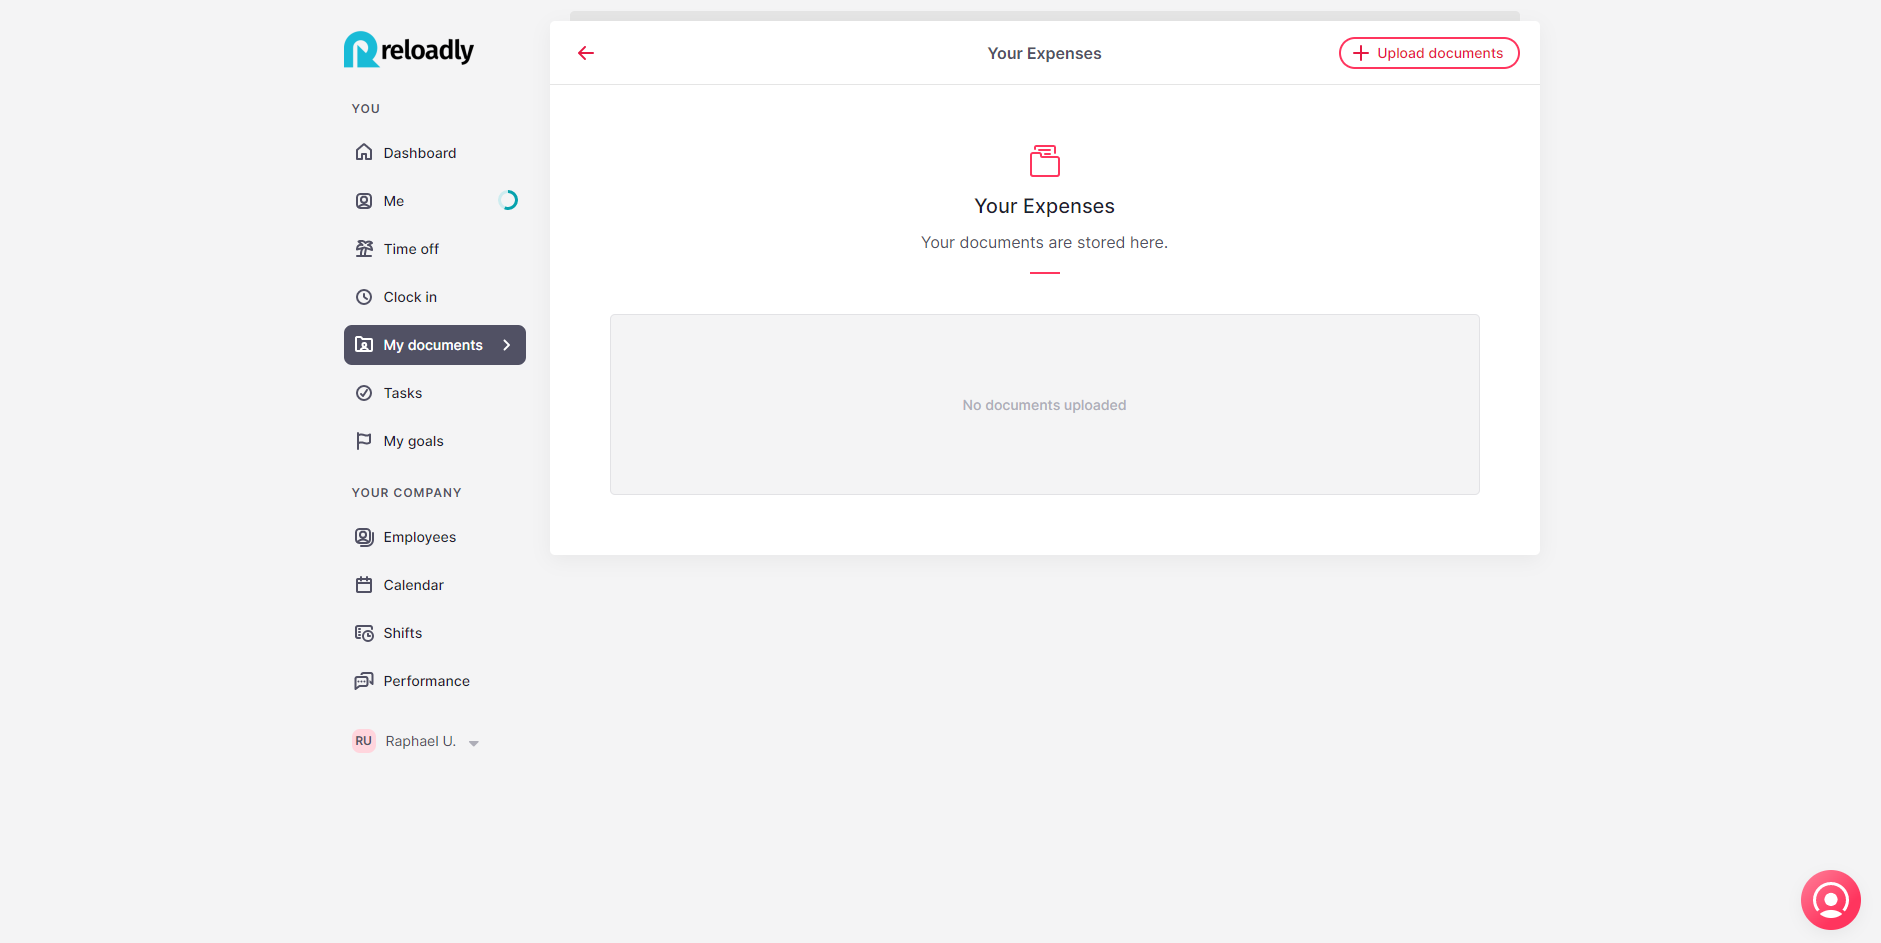 reloadly
YOU
Dashboard
Me
Time off
Clock in
My documents
Tasks
My goals
YOUR COMPANY
Employees
Calendar
Shifts
Performance
RU Raphael U.
Your Expenses
Upload documents
Your Expenses
Your documents are stored here.
No documents uploaded